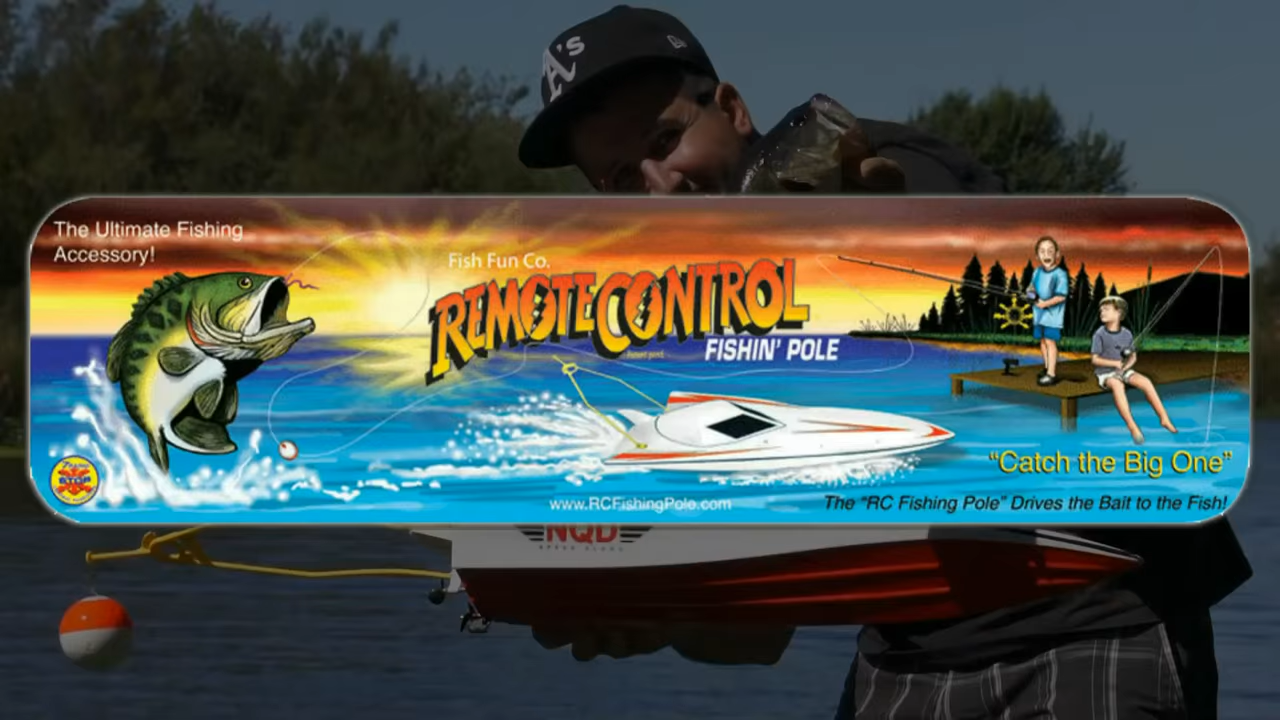 A's
The Ultimate Fishing
Accessory!
Fish Fun Co.
REMOTE CONTROL
FISHIN' POLE
"Catch the Big One"
www.RCFishingPole.com
The "RC Fishing Pole" Drives the Bait to the Fish!
STOP
NQD